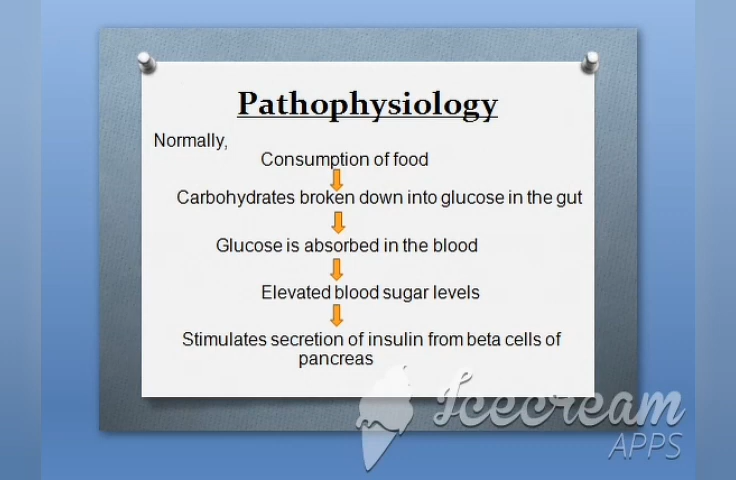 Pathophysiology
Normally,
Consumption of food
Carbohydrates broken down into glucose in the gut
Glucose is absorbed in the blood
Elevated blood sugar levels
Stimulates secretion of insulin from beta cells of
pancreas
Icecream
APPS